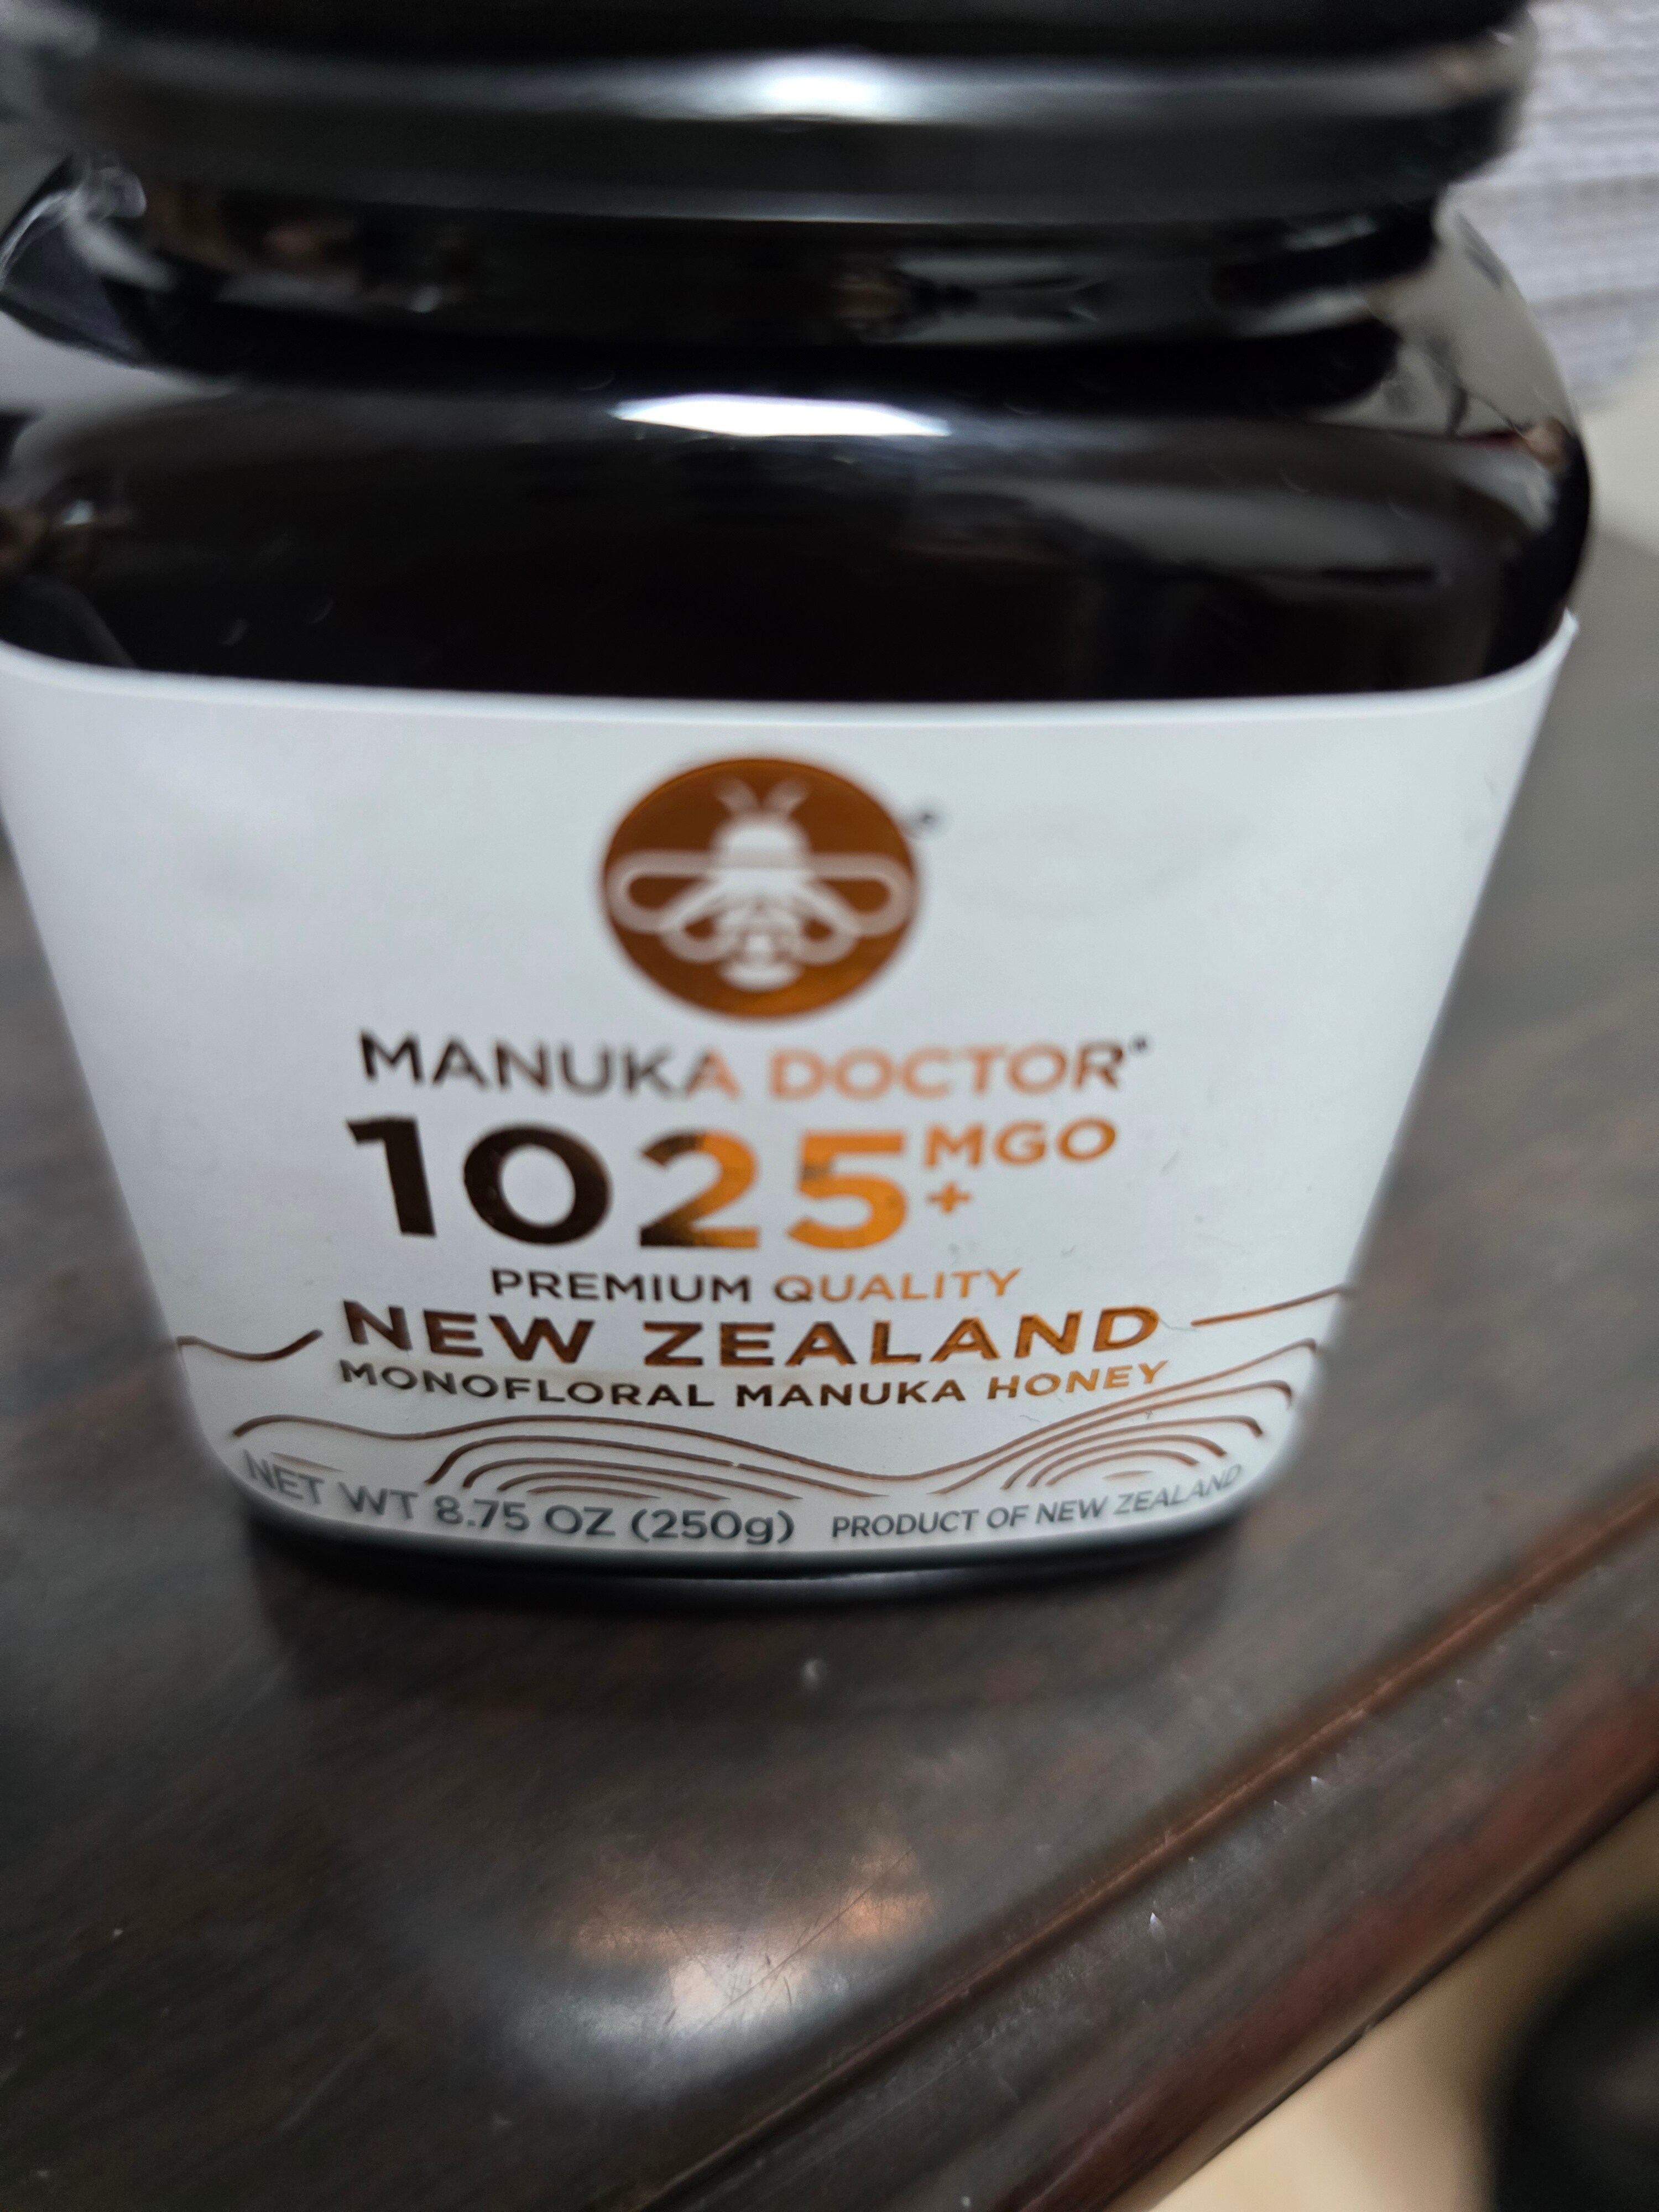 MANUKA DOCTOR®
1025+ MGO
PREMIUM QUALITY
NEW ZEALAND
MONOFLORAL MANUKA HONEY
NET WT 8.75 OZ (250g) PRODUCT OF NEW ZEALAND